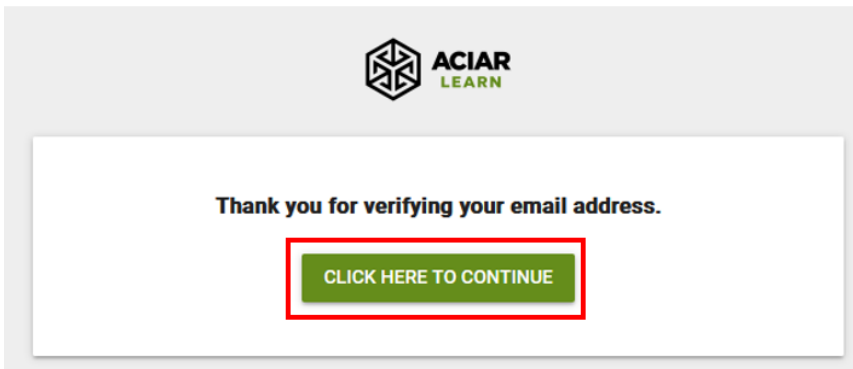 ACIAR
LEARN
Thank you for verifying your email address.
CLICK HERE TO CONTINUE